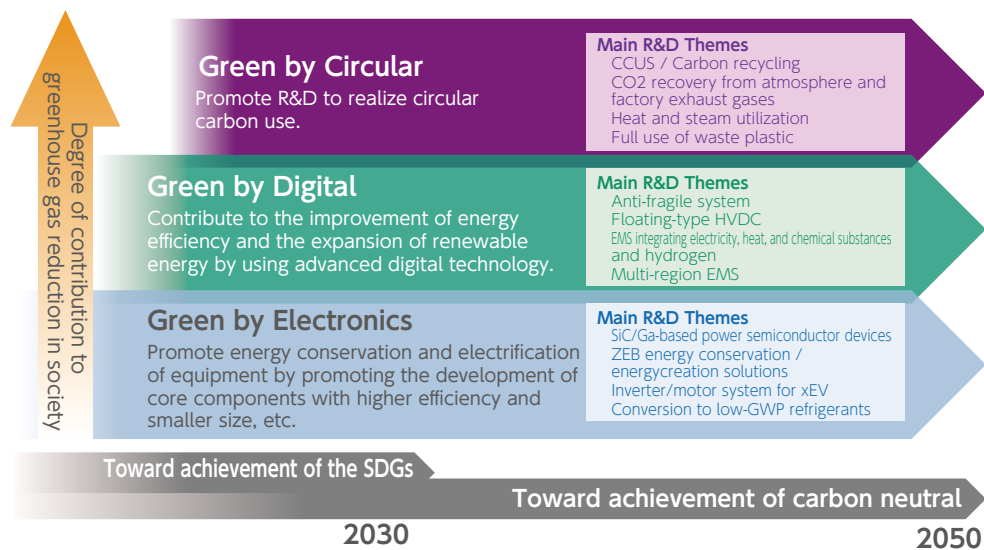 Degree of contribution to
greenhouse gas reduction in society
Green by Circular
Promote R&D to realize circular
carbon use.
Main R&D Themes
CCUS / Carbon recycling
CO2 recovery from atmosphere and
factory exhaust gases
Heat and steam utilization
Full use of waste plastic
Green by Digital
Contribute to the improvement of energy
efficiency and the expansion of renewable
energy by using advanced digital technology.
Main R&D Themes
Anti-fragile system
Floating-type HVDC
EMS integrating electricity, heat, and chemical substances
and hydrogen
Multi-region EMS
Green by Electronics
Promote energy conservation and electrification
of equipment by promoting the development of
core components with higher efficiency and
smaller size, etc.
Main R&D Themes
SiC/Ga-based power semiconductor devices
ZEB energy conservation /
energycreation solutions
Inverter/motor system for xEV
Conversion to low-GWP refrigerants
Toward achievement of the SDGs
Toward achievement of carbon neutral
2030
2050